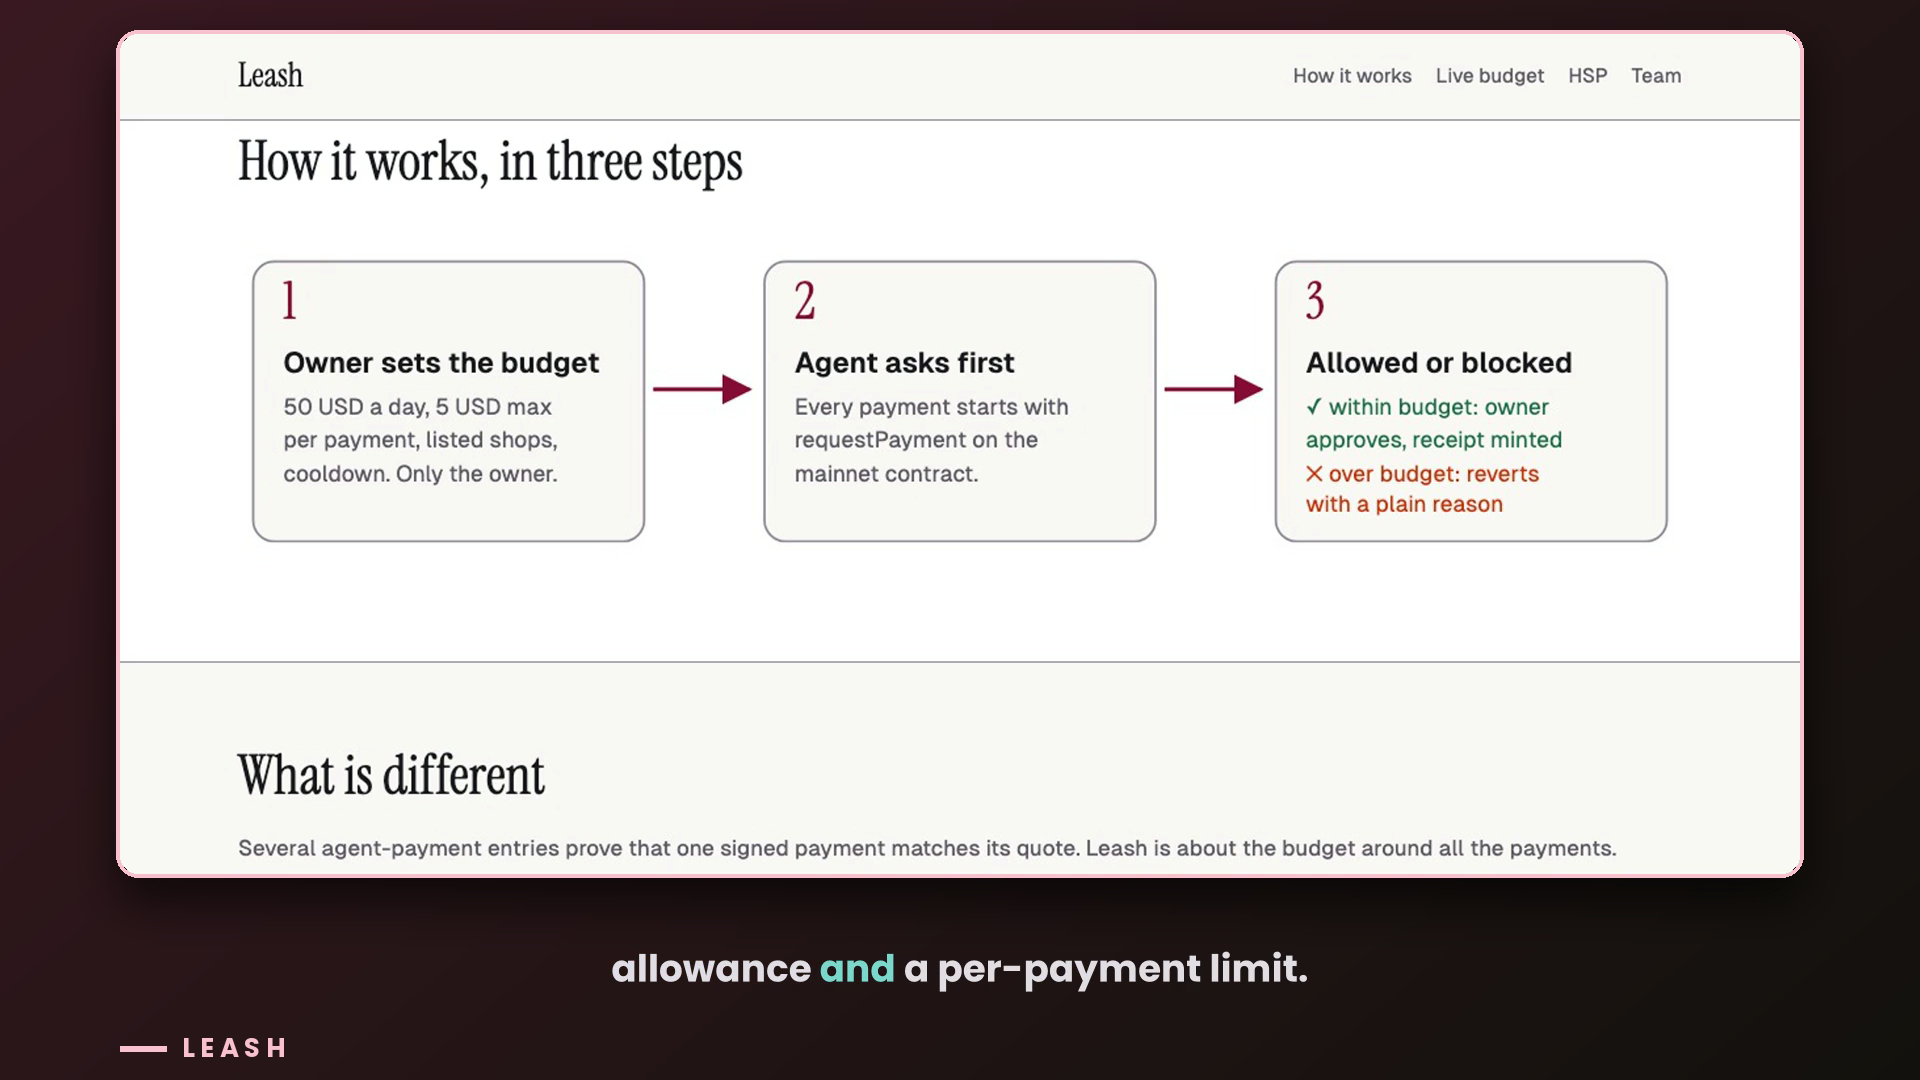 Leash
How it works
Live budget
HSP
Team
How it works, in three steps
1
Owner sets the budget
50 USD a day, 5 USD max
per payment, listed shops,
cooldown. Only the owner.
2
Agent asks first
Every payment starts with
requestPayment on the
mainnet contract.
3
Allowed or blocked
✓ within budget: owner
approves, receipt minted
✕ over budget: reverts
with a plain reason
What is different
Several agent-payment entries prove that one signed payment matches its quote. Leash is about the budget around all the payments.
allowance and a per-payment limit.
LEASH